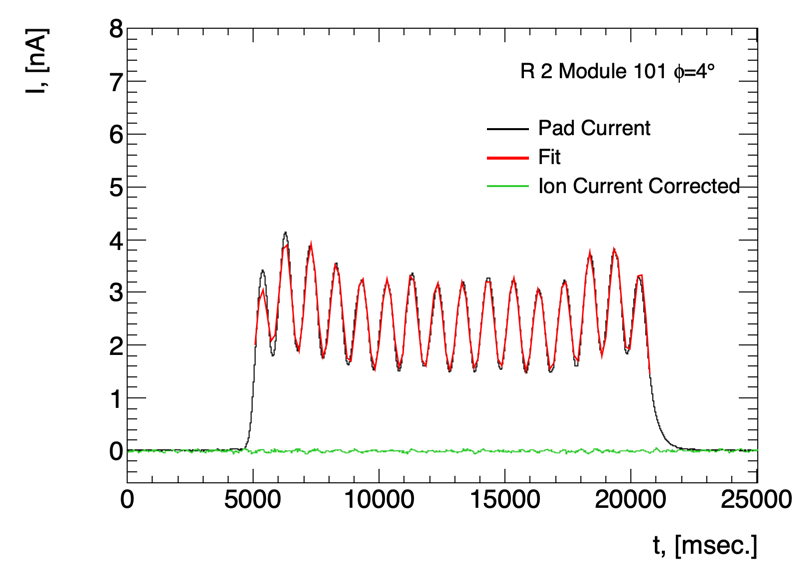 I, [nA]
8
7
6
5
4
3
2
1
0
R 2 Module 101 ϕ=4°
Pad Current
Fit
Ion Current Corrected
0 5000 10000 15000 20000 25000
t, [msec.]